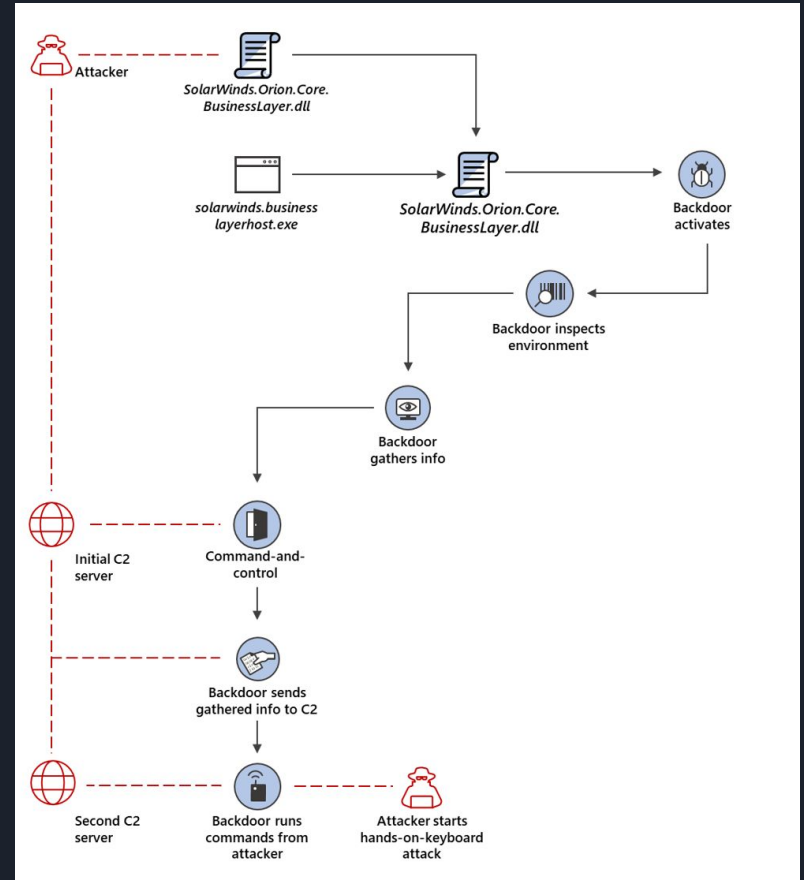 Attacker
SolarWinds.Orion.Core.
BusinessLayer.dll
solarwinds.business
layerhost.exe
SolarWinds.Orion.Core.
BusinessLayer.dll
Backdoor
activates
Backdoor inspects
environment
Backdoor
gathers info
Initial C2
server
Command-and-
control
Backdoor sends
gathered info to C2
Second C2
server
Backdoor runs
commands from
attacker
Attacker starts
hands-on-keyboard
attack